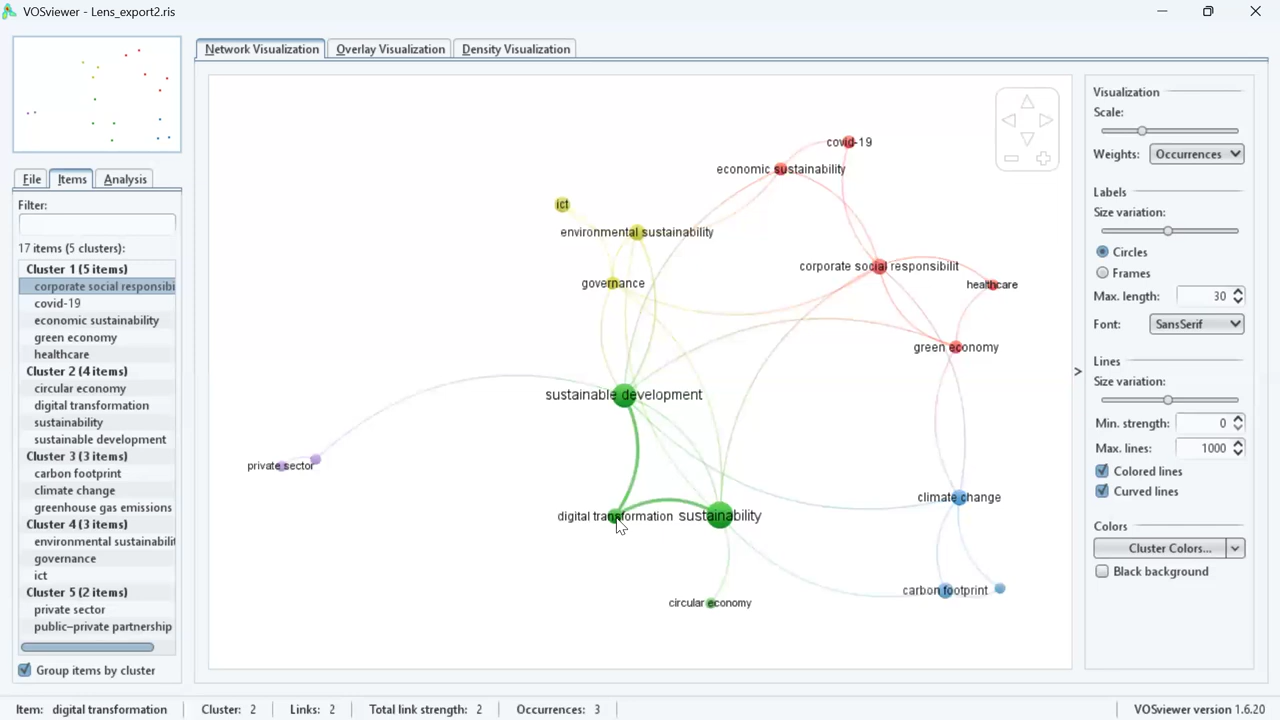 VOSviewer - Lens_export2.ris
Network Visualization
Overlay Visualization
Density Visualization
File
Items
Analysis
Filter:
17 items (5 clusters):
Cluster 1 (5 items)
corporate social responsibi
covid-19
economic sustainability
green economy
healthcare
Cluster 2 (4 items)
circular economy
digital transformation
sustainability
sustainable development
Cluster 3 (3 items)
carbon footprint
climate change
greenhouse gas emissions
Cluster 4 (3 items)
environmental sustainabilit
governance
ict
Cluster 5 (2 items)
private sector
public–private partnership
Group items by cluster
covid-19
economic sustainability
ict
environmental sustainability
corporate social responsibilit
governance
healthcare
green economy
sustainable development
private sector
climate change
digital transformation
sustainability
carbon footprint
circular economy
Visualization
Scale:
Weights: Occurrences
Labels
Size variation:
Circles
Frames
Max. length: 30
Font: SansSerif
>
Lines
Size variation:
Min. strength: 0
Max. lines: 1000
Colored lines
Curved lines
Colors
Cluster Colors...
Black background
Item: digital transformation
Cluster: 2
Links: 2
Total link strength: 2
Occurrences: 3
VOSviewer version 1.6.20